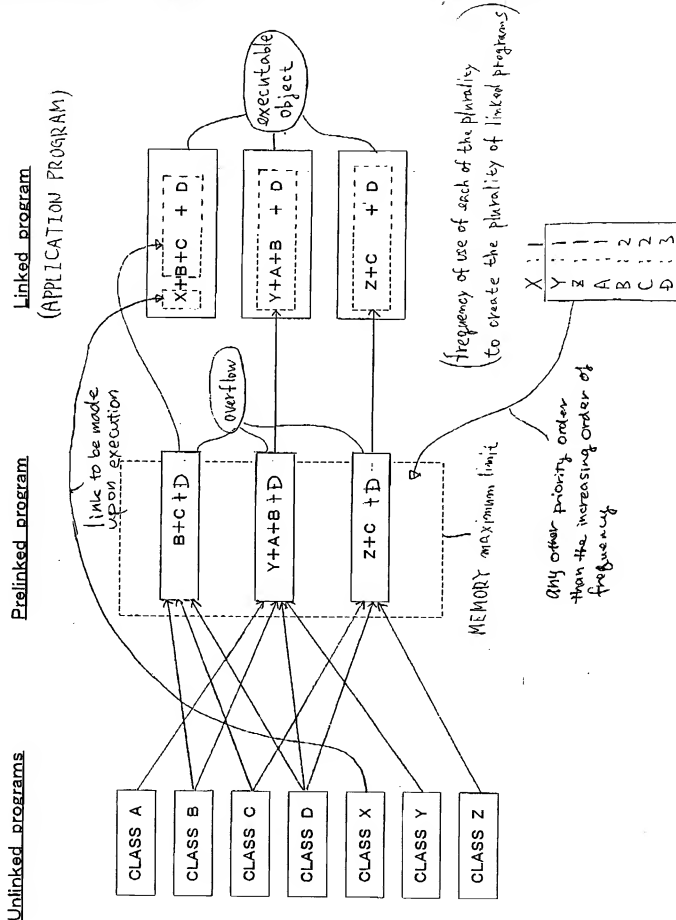 Unlinked programs
CLASS A
CLASS B
CLASS C
CLASS D
CLASS X
CLASS Y
CLASS Z
Prelinked program
link to be made
upon execution
B+C+D
Y+A+B+D
Z+C+D
overflow
MEMORY maximum limit
any other priority order
than the increasing order of
frequency
Linked program
(APPLICATION PROGRAM)
X+B+C + D
Y+A+B + D
Z+C + D
executable
object
(frequency of use of each of the plurality
to create the plurality of linked programs)
X : 1
Y : 1
Z : 1
A : 1
B : 2
C : 2
D : 3